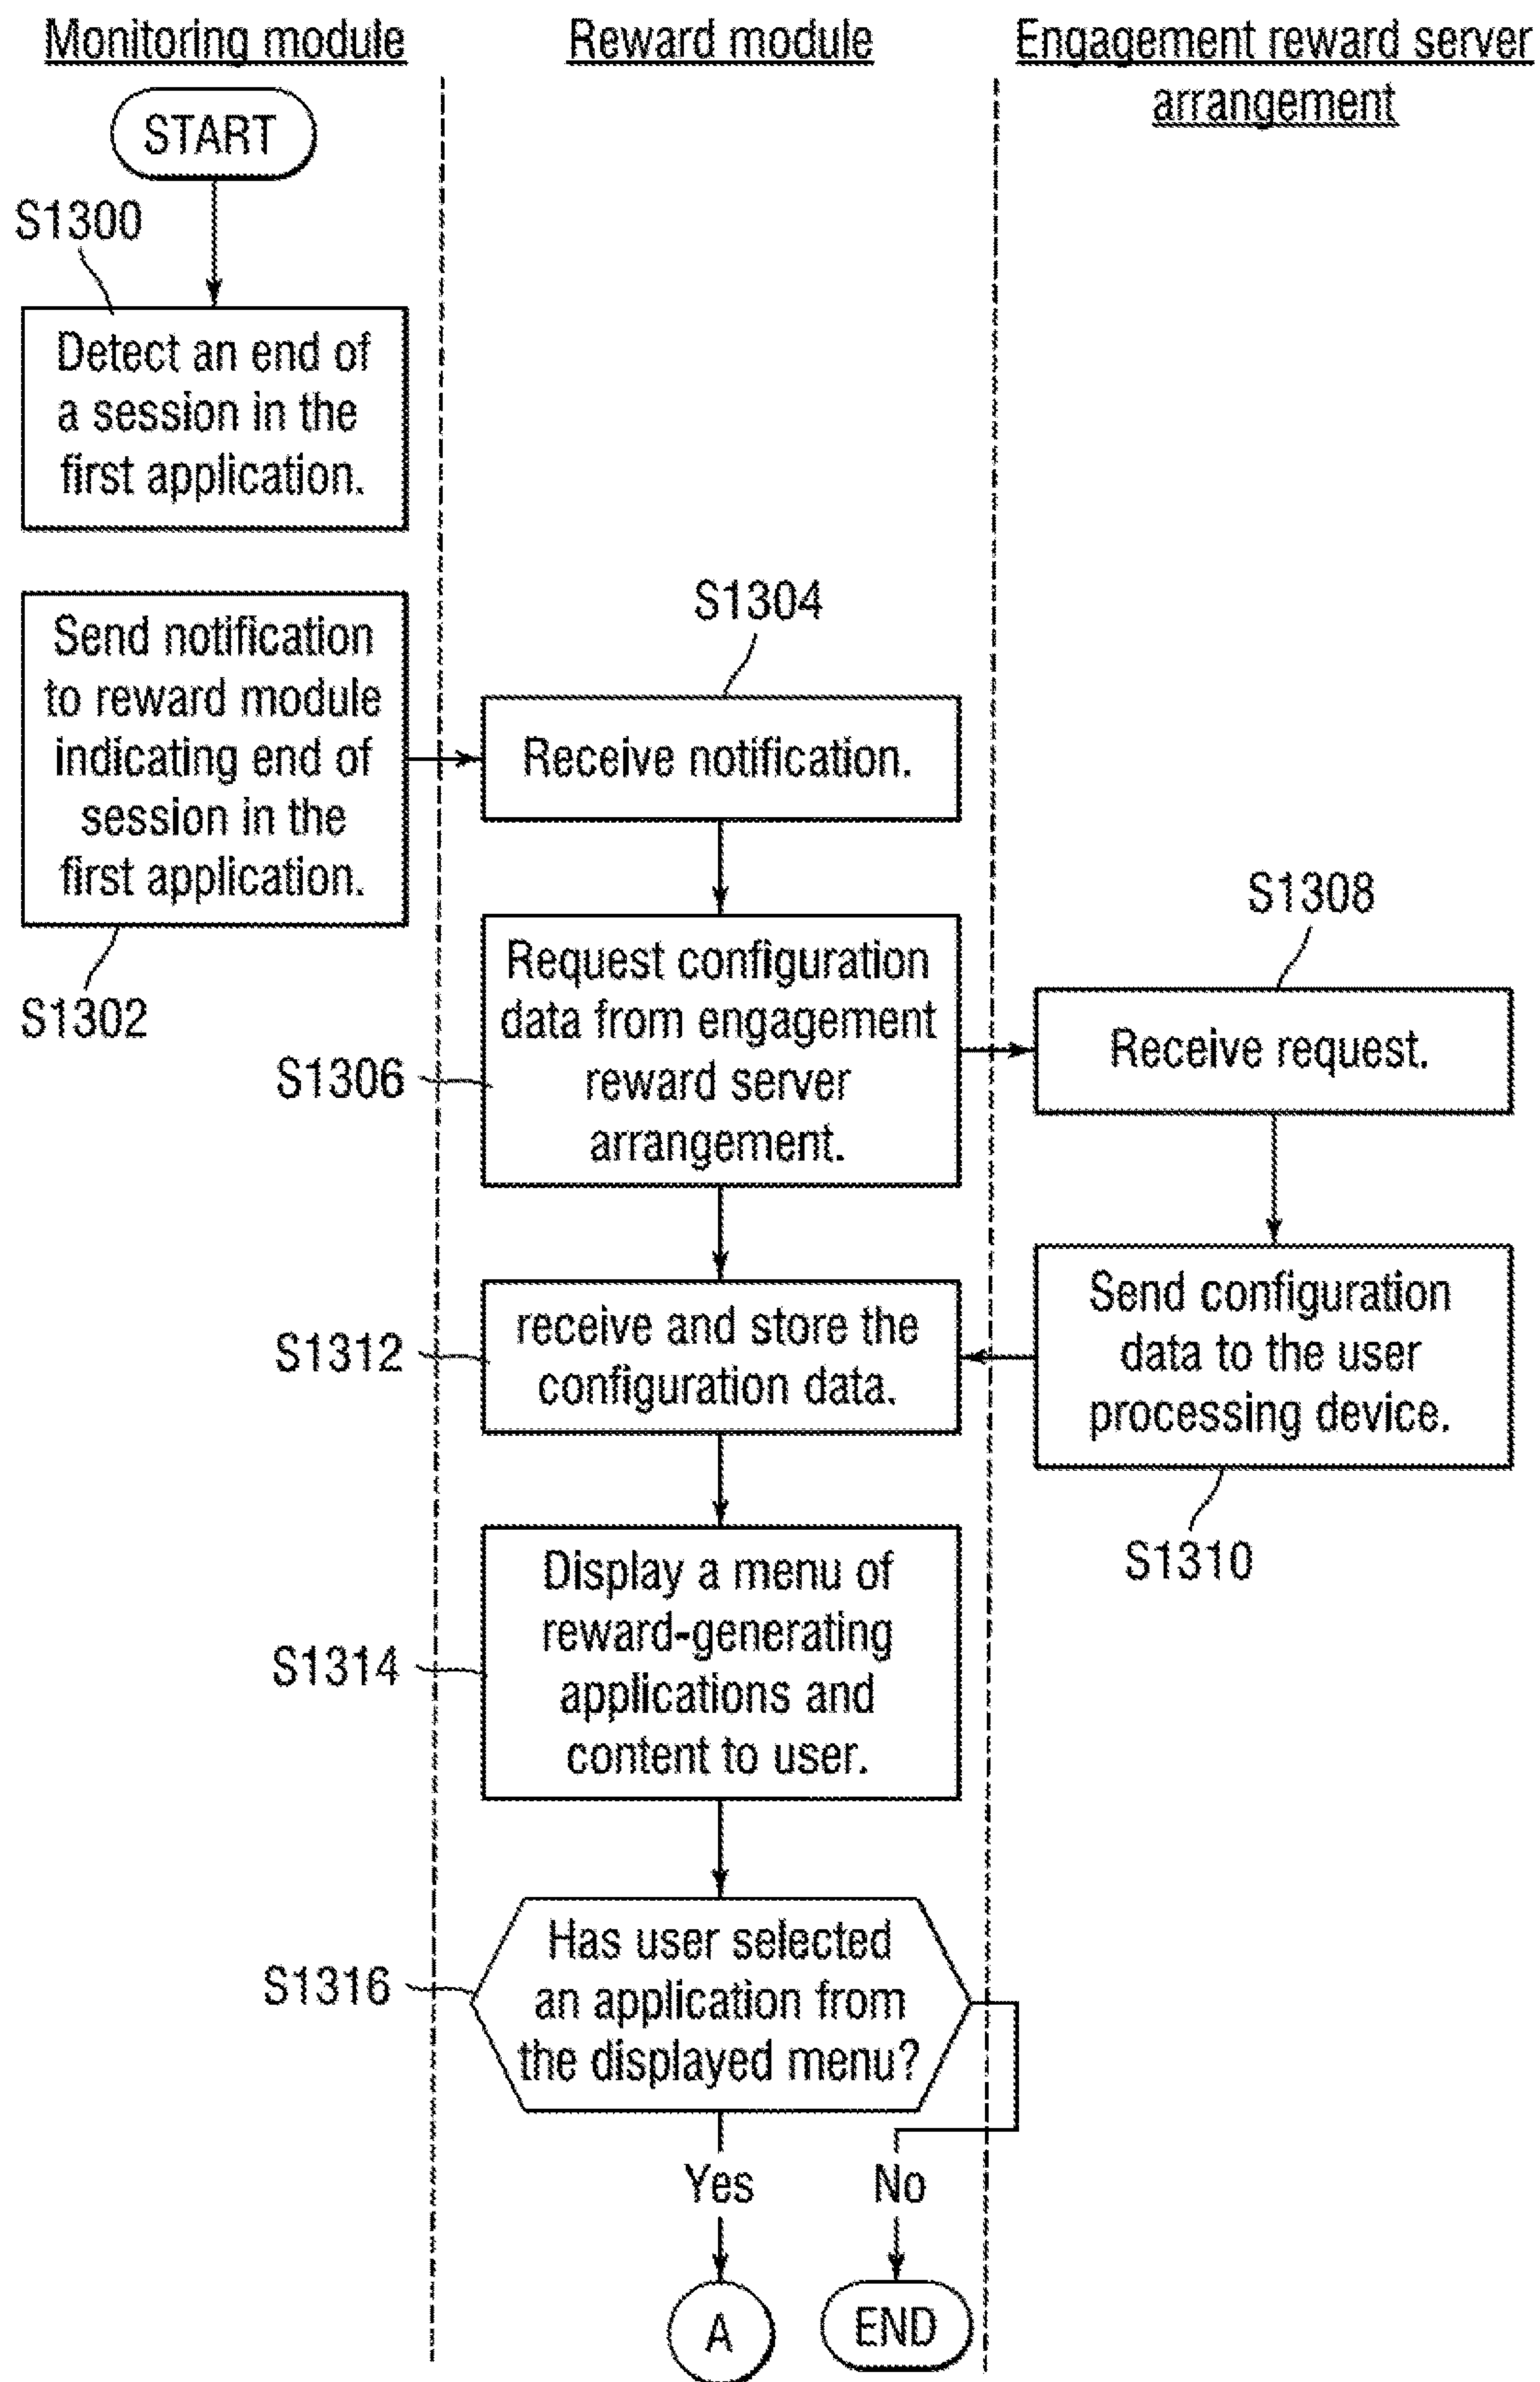 Monitoring module
Reward module
Engagement reward server
arrangement
START
S1300
Detect an end of
a session in the
first application.
Send notification
to reward module
indicating end of
session in the
first application.
S1302
S1304
Receive notification.
S1306
Request configuration
data from engagement
reward server
arrangement.
S1308
Receive request.
Send configuration
data to the user
processing device.
S1310
S1312
receive and store the
configuration data.
S1314
Display a menu of
reward-generating
applications and
content to user.
S1316
Has user selected
an application from
the displayed menu?
Yes
No
A
END